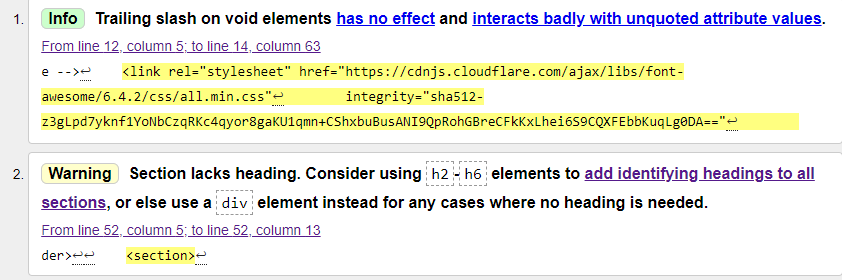 1. Info Trailing slash on void elements has no effect and interacts badly with unquoted attribute values.
From line 12, column 5; to line 14, column 63
e -->↩ <link rel="stylesheet" href="https://cdnjs.cloudflare.com/ajax/libs/font-
awesome/6.4.2/css/all.min.css"↩ integrity="sha512-
z3gLpd7yknf1YoNbCzqRKc4qyor8gaKU1qmn+CShxbuBusANI9QpRohGBreCFkKxLhei6S9CQXFEbbKuqLg0DA=="↩
2. Warning Section lacks heading. Consider using h2-h6 elements to add identifying headings to all
sections, or else use a div element instead for any cases where no heading is needed.
From line 52, column 5; to line 52, column 13
der>↩↩ <section>↩